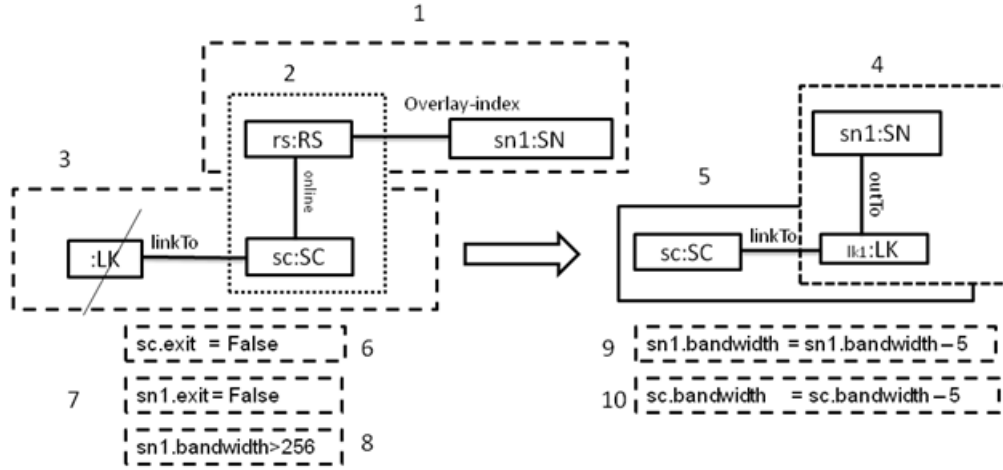 1
2
4
Overlay-index
rs:RS
sn1:SN
sn1:SN
3
online
5
outTo
:LK
linkTo
sc:SC
sc:SC
linkTo
lk1:LK
sc.exit = False
6
9
sn1.bandwidth = sn1.bandwidth–5
7
sn1.exit= False
10
sc.bandwidth = sc.bandwidth–5
sn1.bandwidth>256
8